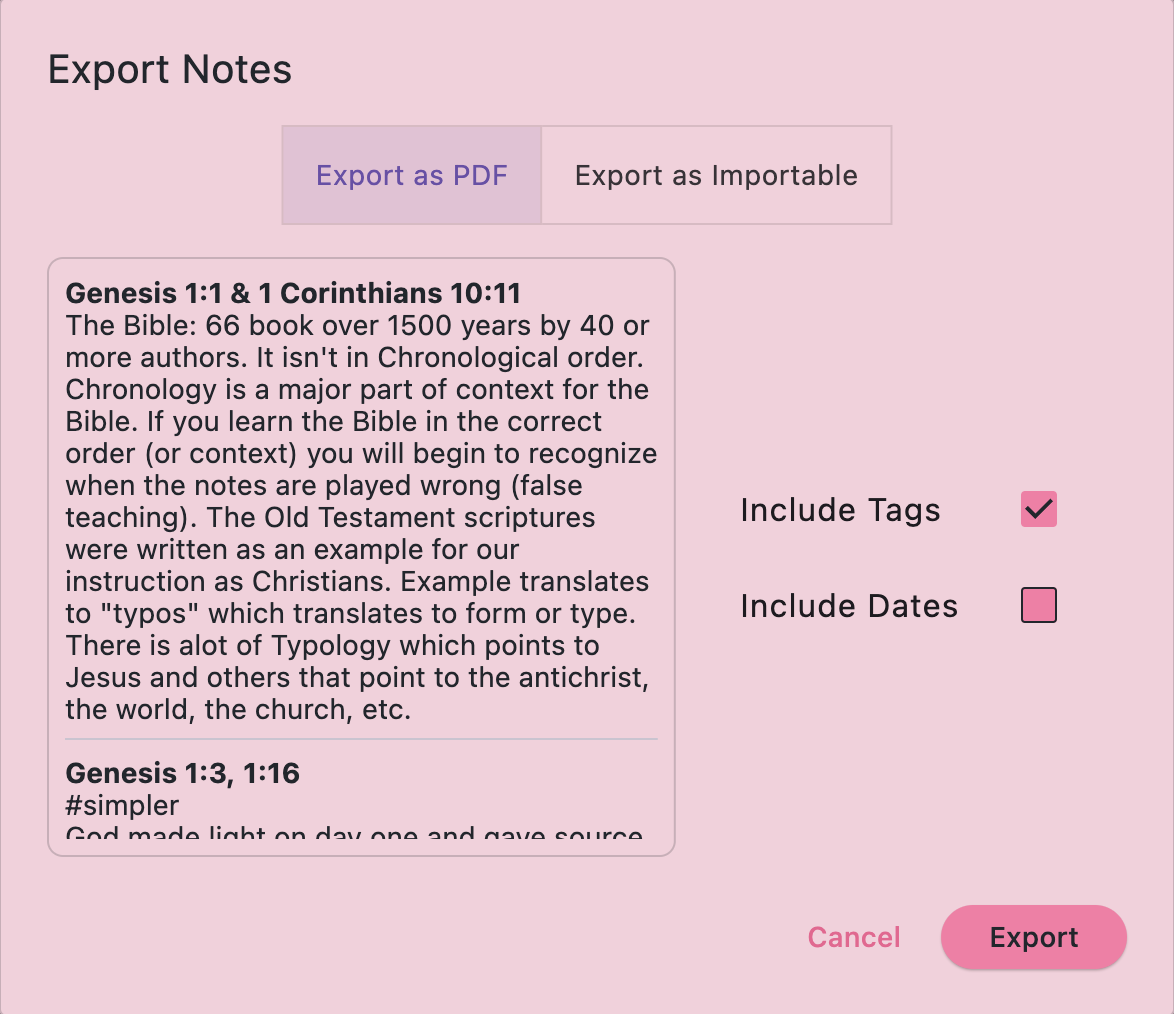 Export Notes
Export as PDF
Export as Importable
Genesis 1:1 & 1 Corinthians 10:11
The Bible: 66 book over 1500 years by 40 or
more authors. It isn't in Chronological order.
Chronology is a major part of context for the
Bible. If you learn the Bible in the correct
order (or context) you will begin to recognize
when the notes are played wrong (false
teaching). The Old Testament scriptures
were written as an example for our
instruction as Christians. Example translates
to "typos" which translates to form or type.
There is alot of Typology which points to
Jesus and others that point to the antichrist,
the world, the church, etc.
Genesis 1:3, 1:16
#simpler
God made light on day one and gave source
Include Tags
Include Dates
Cancel
Export